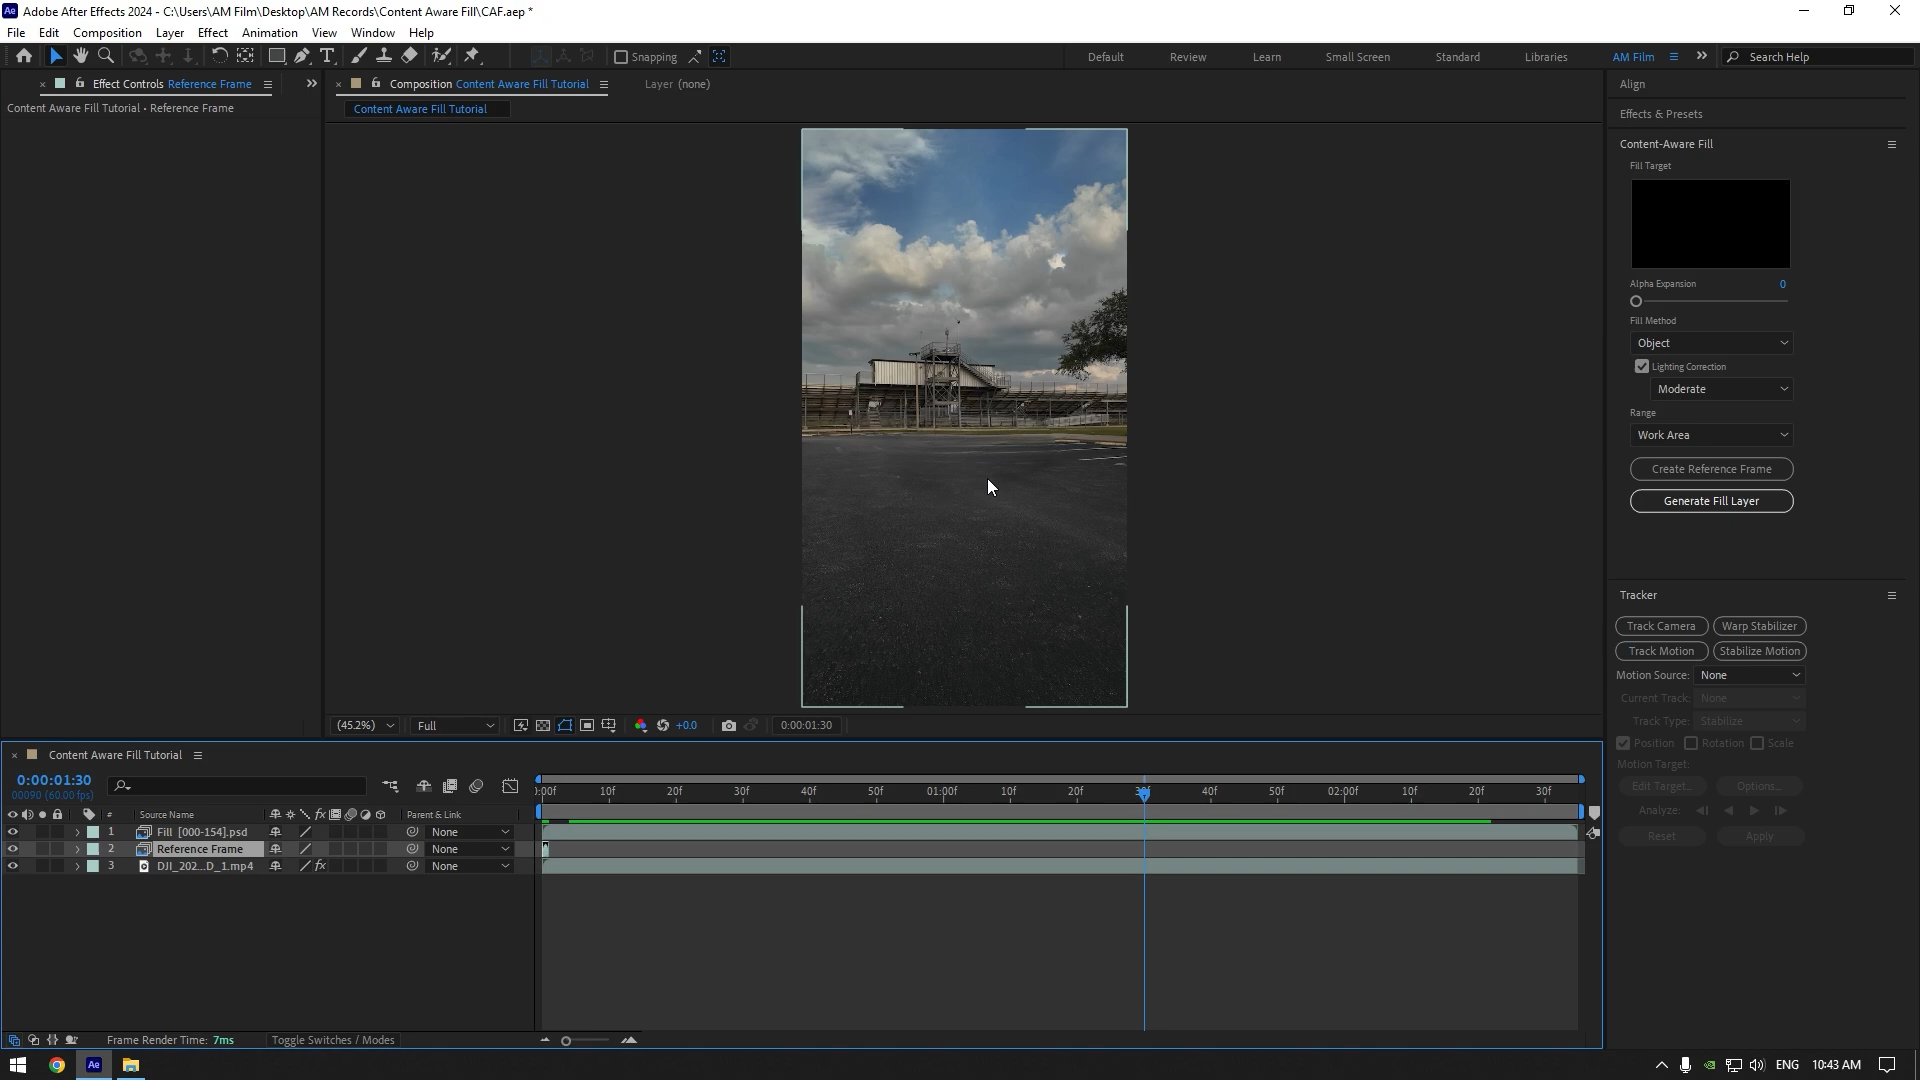 Adobe After Effects 2024 - C:\Users\AM Film\Desktop\AM Records\Content Aware Fill\CAF.aep *
File Edit Composition Layer Effect Animation View Window Help
Snapping Default Review Learn Small Screen Standard Libraries AM Film Search Help
Effect Controls Reference Frame
Composition Content Aware Fill Tutorial
Layer (none)
Content Aware Fill Tutorial • Reference Frame
Content Aware Fill Tutorial
Align
Effects & Presets
Content-Aware Fill
Fill Target
Alpha Expansion 0
Fill Method
Object
Lighting Correction
Moderate
Range
Work Area
Create Reference Frame
Generate Fill Layer
Tracker
Track Camera Warp Stabilizer
Track Motion Stabilize Motion
Motion Source: None
Current Track: None
Track Type: Stabilize
Position Rotation Scale
Motion Target:
Edit Target... Options...
Analyze:
Reset Apply
(45.2%) Full +0.0 0:00:01:30
Content Aware Fill Tutorial
0:00:01:30
00090 (60.00 fps)
):00f 10f 20f 30f 40f 50f 01:00f 10f 20f 30f 40f 50f 02:00f 10f 20f 30f
# Source Name fx Parent & Link
1 Fill [000-154].psd None
2 Reference Frame None
3 DJI_202...D_1.mp4 fx None
Frame Render Time: 7ms Toggle Switches / Modes
Ae ENG 10:43 AM